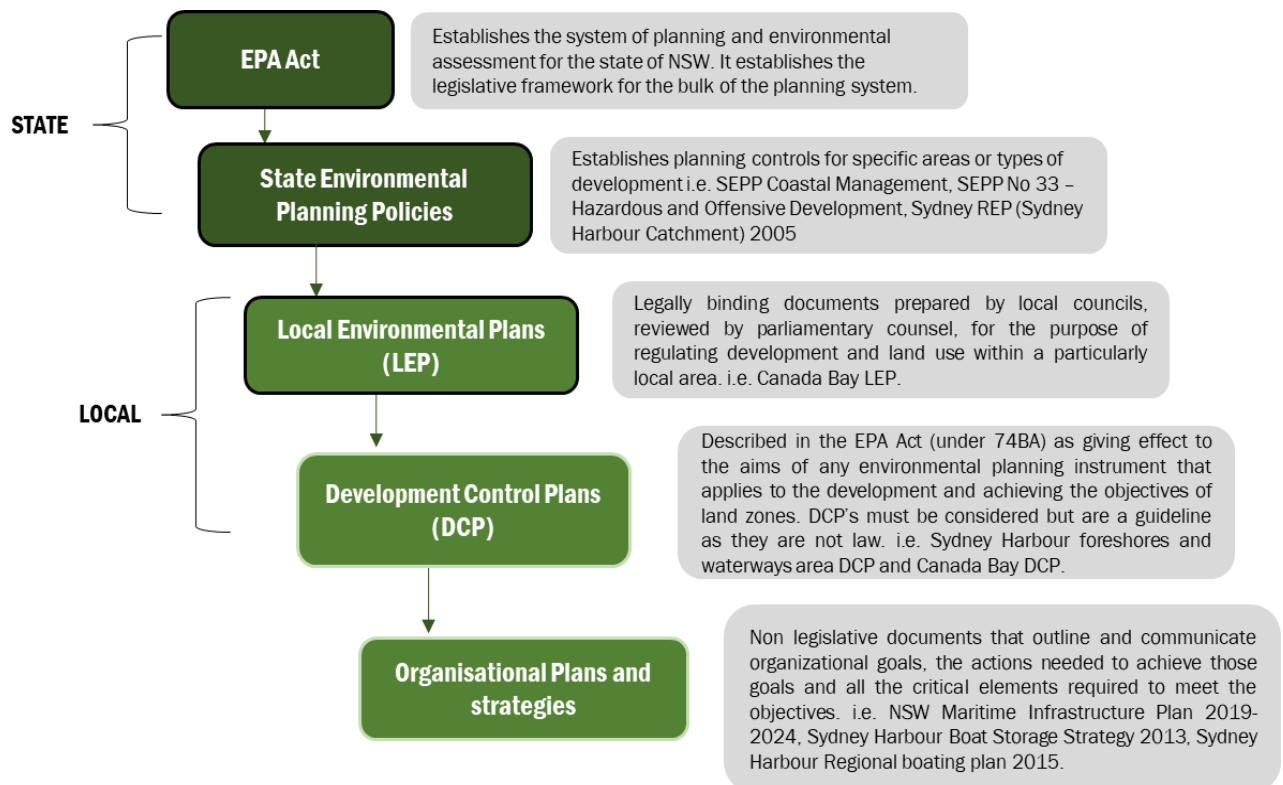 STATE
EPA Act
Establishes the system of planning and environmental
assessment for the state of NSW. It establishes the
legislative framework for the bulk of the planning system.
State Environmental
Planning Policies
Establishes planning controls for specific areas or types of
development i.e. SEPP Coastal Management, SEPP No 33 –
Hazardous and Offensive Development, Sydney REP (Sydney
Harbour Catchment) 2005
LOCAL
Local Environmental Plans
(LEP)
Legally binding documents prepared by local councils,
reviewed by parliamentary counsel, for the purpose of
regulating development and land use within a particularly
local area. i.e. Canada Bay LEP.
Development Control Plans
(DCP)
Described in the EPA Act (under 74BA) as giving effect to
the aims of any environmental planning instrument that
applies to the development and achieving the objectives of
land zones. DCP's must be considered but are a guideline
as they are not law. i.e. Sydney Harbour foreshores and
waterways area DCP and Canada Bay DCP.
Organisational Plans and
strategies
Non legislative documents that outline and communicate
organizational goals, the actions needed to achieve those
goals and all the critical elements required to meet the
objectives. i.e. NSW Maritime Infrastructure Plan 2019-
2024, Sydney Harbour Boat Storage Strategy 2013, Sydney
Harbour Regional boating plan 2015.